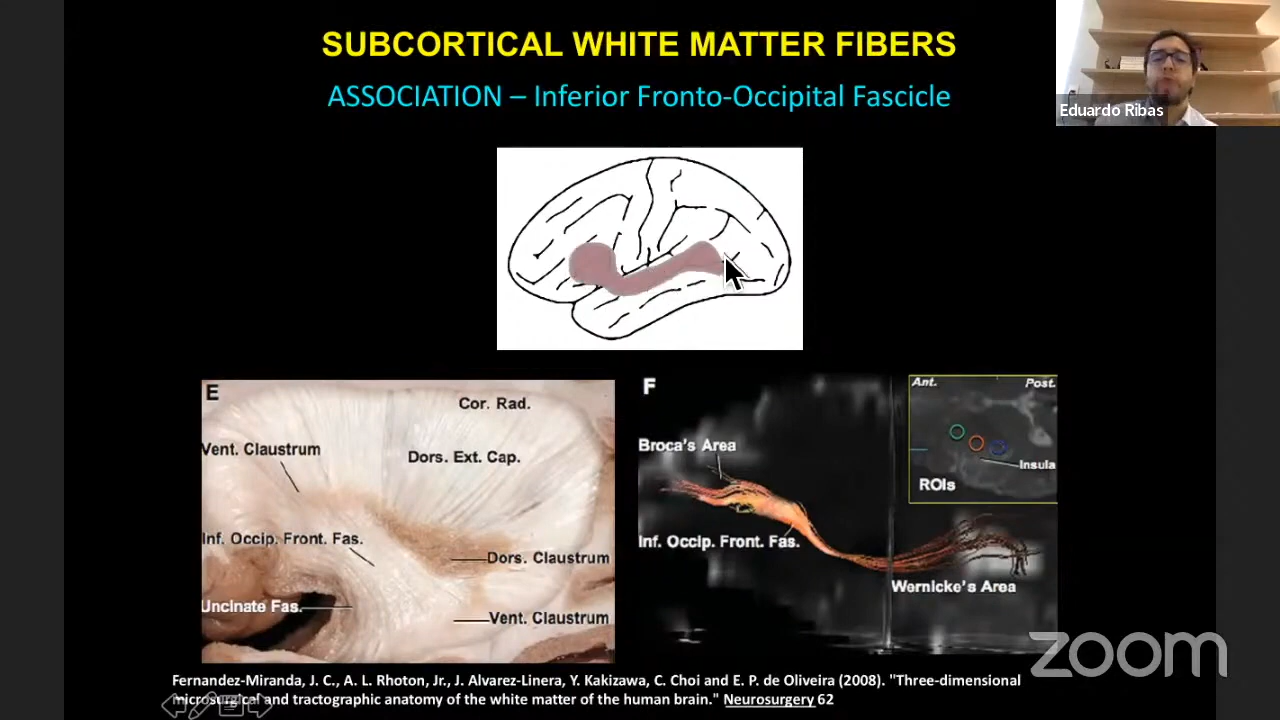 SUBCORTICAL WHITE MATTER FIBERS
ASSOCIATION – Inferior Fronto-Occipital Fascicle
Eduardo Ribas
E
Cor. Rad.
Vent. Claustrum
Dors. Ext. Cap.
Inf. Occip. Front. Fas.
Dors. Claustrum
Uncinate Fas.
Vent. Claustrum
F
Ant.
Post.
Broca's Area
Insula
ROIs
Inf. Occip. Front. Fas.
Wernicke's Area
zoom
Fernandez-Miranda, J. C., A. L. Rhoton, Jr., J. Alvarez-Linera, Y. Kakizawa, C. Choi and E. P. de Oliveira (2008). "Three-dimensional
microsurgical and tractographic anatomy of the white matter of the human brain." Neurosurgery 62